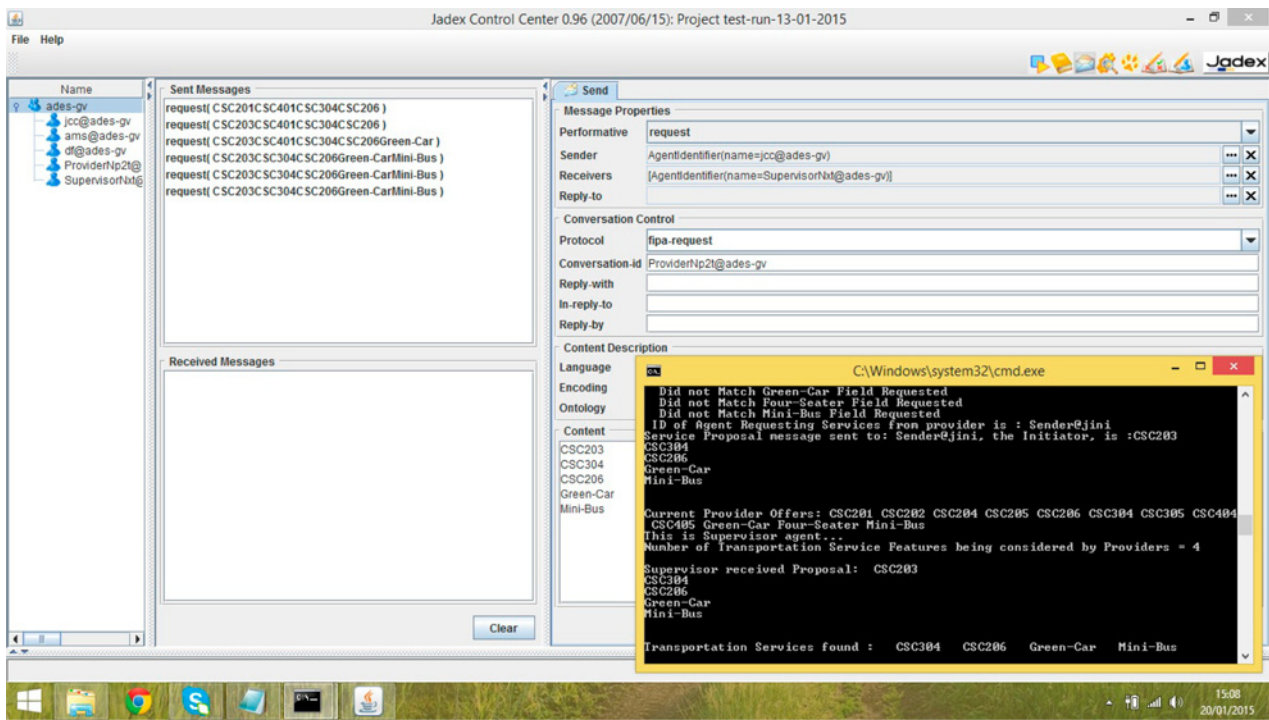 Jadex Control Center 0.96 (2007/06/15): Project test-run-13-01-2015
File Help
Jadex
Name
ades-gv
jcc@ades-gv
ams@ades-gv
df@ades-gv
ProviderNp2t@
SupervisorNxt@
Sent Messages
request( CSC201CSC401CSC304CSC206 )
request( CSC203CSC401CSC304CSC206 )
request( CSC203CSC401CSC304CSC206Green-Car )
request( CSC203CSC304CSC206Green-CarMini-Bus )
request( CSC203CSC304CSC206Green-CarMini-Bus )
request( CSC203CSC304CSC206Green-CarMini-Bus )
Received Messages
Clear
Send
Message Properties
Performative request
Sender AgentIdentifier(name=jcc@ades-gv)
Receivers [AgentIdentifier(name=SupervisorNxt@ades-gv)]
Reply-to
Conversation Control
Protocol fipa-request
Conversation-id ProviderNp2t@ades-gv
Reply-with
In-reply-to
Reply-by
Content Description
Language
Encoding
Ontology
Content
CSC203
CSC304
CSC206
Green-Car
Mini-Bus
C:\Windows\system32\cmd.exe
Did not Match Green-Car Field Requested
Did not Match Four-Seater Field Requested
Did not Match Mini-Bus Field Requested
ID of Agent Requesting Services from provider is : Sender@jini
Service Proposal message sent to: Sender@jini, the Initiator, is :CSC203
CSC304
CSC206
Green-Car
Mini-Bus
Current Provider Offers: CSC201 CSC202 CSC204 CSC205 CSC206 CSC304 CSC305 CSC404
CSC405 Green-Car Four-Seater Mini-Bus
This is Supervisor agent...
Number of Transportation Service Features being considered by Providers = 4
Supervisor received Proposal: CSC203
CSC304
CSC206
Green-Car
Mini-Bus
Transportation Services found : CSC304 CSC206 Green-Car Mini-Bus
15:08
20/01/2015